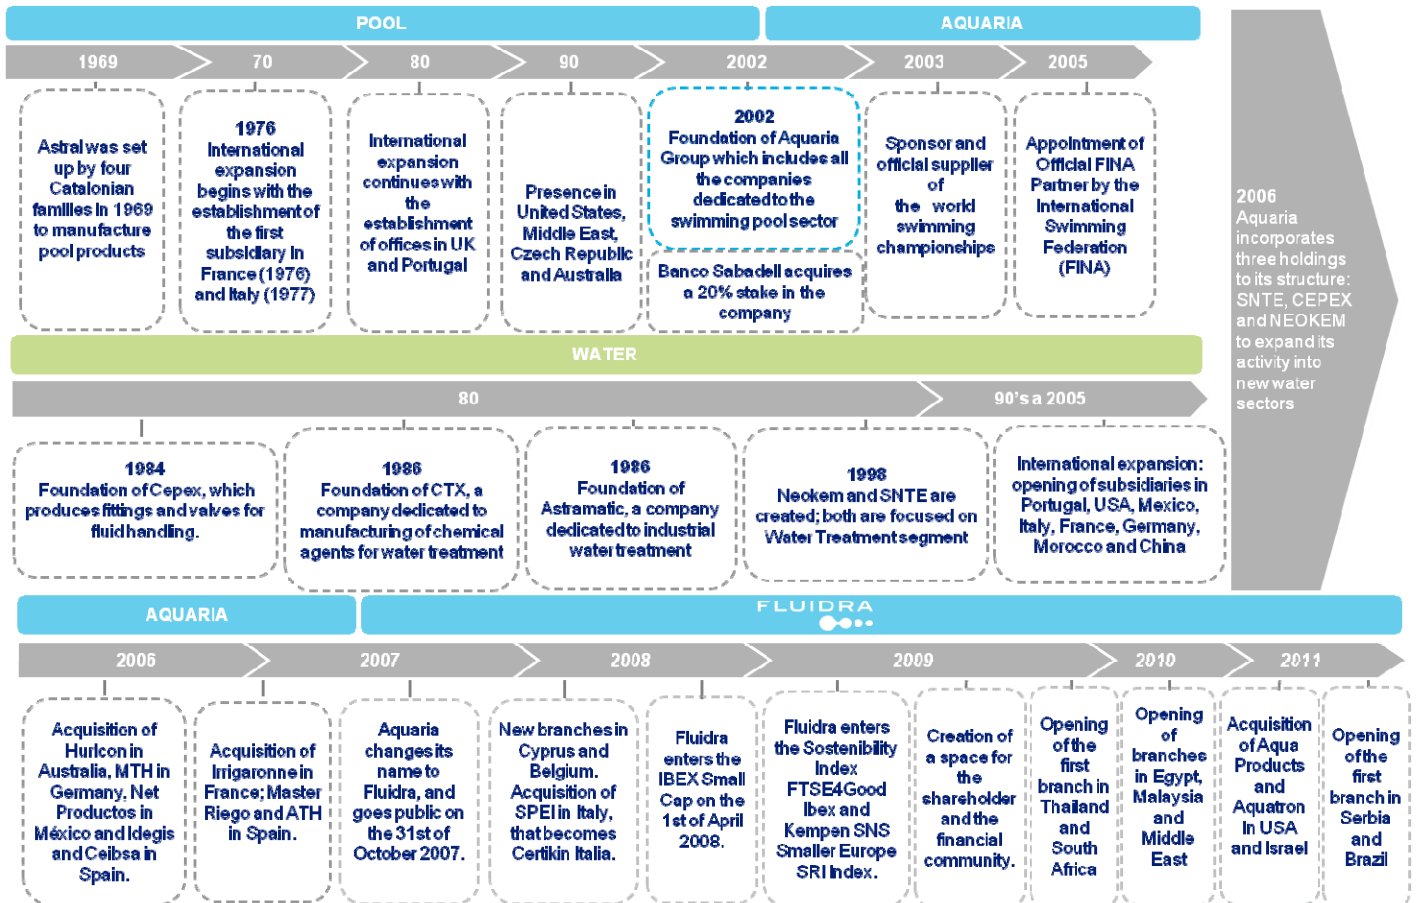 POOL
AQUARIA
1969
70
80
90
2002
2003
2005
Astral was set
up by four
Catalonian
families in 1969
to manufacture
pool products
1976
International
expansion
begins with the
establishment of
the first
subsidiary in
France (1976)
and Italy (1977)
International
expansion
continues with
the
establishment
of offices in UK
and Portugal
Presence in
United States,
Middle East,
Czech Republic
and Australia
2002
Foundation of Aquaria
Group which includes all
the companies
dedicated to the
swimming pool sector
Banco Sabadell acquires
a 20% stake in the
company
Sponsor and
official supplier
of
the world
swimming
championships
Appointment of
Official FINA
Partner by the
International
Swimming
Federation
(FINA)
2006
Aquaria
incorporates
three holdings
to its structure:
SNTE, CEPEX
and NEOKEM
to expand its
activity into
new water
sectors
WATER
80
90's a 2005
1984
Foundation of Cepex, which
produces fittings and valves for
fluid handling.
1986
Foundation of CTX, a
company dedicated to
manufacturing of chemical
agents for water treatment
1986
Foundation of
Astramatic, a company
dedicated to industrial
water treatment
1998
Neokem and SNTE are
created; both are focused on
Water Treatment segment
International expansion:
opening of subsidiaries in
Portugal, USA, Mexico,
Italy, France, Germany,
Morocco and China
AQUARIA
FLUIDRA
2006
2007
2008
2009
2010
2011
Acquisition of
Hurlcon in
Australia, MTH in
Germany, Net
Productos in
México and Idegis
and Ceibsa in
Spain.
Acquisition of
Irrigaronne in
France; Master
Riego and ATH
in Spain.
Aquaria
changes its
name to
Fluidra, and
goes public on
the 31st of
October 2007.
New branches in
Cyprus and
Belgium.
Acquisition of
SPEI in Italy,
that becomes
Certikin Italia.
Fluidra
enters the
IBEX Small
Cap on the
1st of April
2008.
Fluidra enters
the Sostenibility
Index
FTSE4Good
Ibex and
Kempen SNS
Smaller Europe
SRI Index.
Creation of
a space for
the
shareholder
and the
financial
community.
Opening
of the
first
branch in
Thailand
and
South
Africa
Opening
of
branches
in Egypt,
Malaysia
and
Middle
East
Acquisition
of Aqua
Products
and
Aquatron
in USA
and Israel
Opening
of the
first
branch in
Serbia
and
Brazil